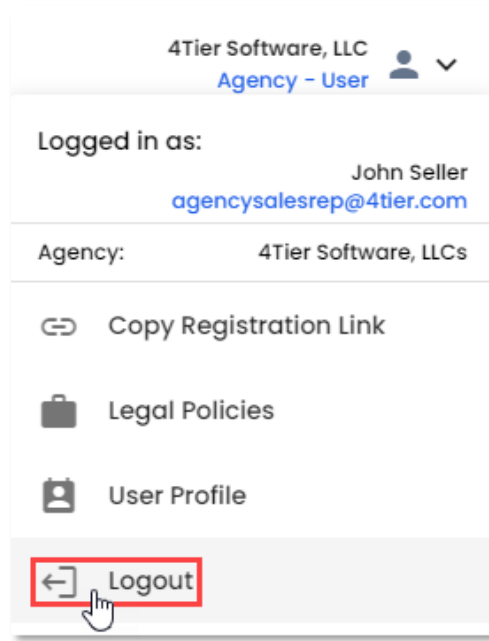 4Tier Software, LLC
Agency - User
Logged in as:
John Seller
agencysalesrep@4tier.com
Agency: 4Tier Software, LLCs
Copy Registration Link
Legal Policies
User Profile
Logout